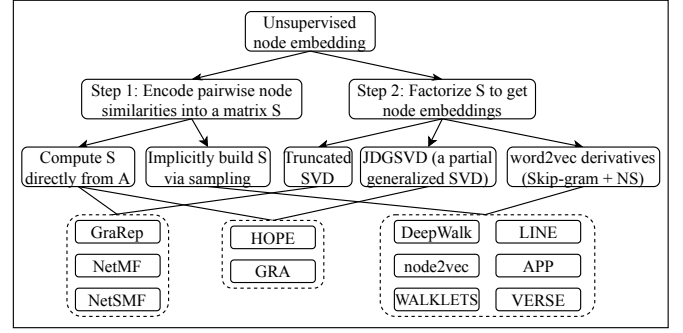 Unsupervised
node embedding
Step 1: Encode pairwise node
similarities into a matrix S
Step 2: Factorize S to get
node embeddings
Compute S
directly from A
Implicitly build S
via sampling
Truncated
SVD
JDGSVD (a partial
generalized SVD)
word2vec derivatives
(Skip-gram + NS)
GraRep
NetMF
NetSMF
HOPE
GRA
DeepWalk
LINE
node2vec
APP
WALKLETS
VERSE